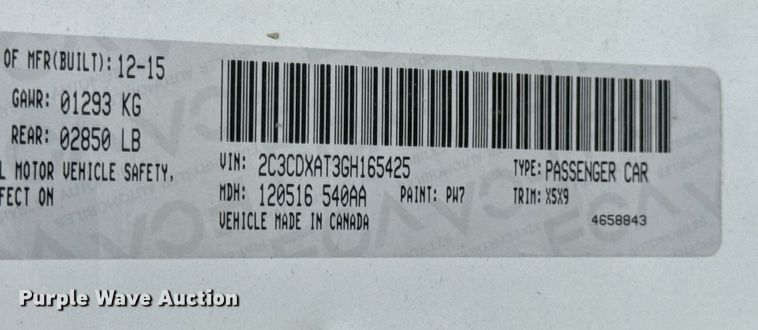 OF MFR(BUILT): 12-15
GAWR: 01293 KG
REAR: 02850 LB
L MOTOR VEHICLE SAFETY,
FECT ON
VIN: 2C3CDXAT3GH165425 TYPE: PASSENGER CAR
MDH: 120516 540AA PAINT: PW7 TRIM: X5X9
VEHICLE MADE IN CANADA 4658843
Purple Wave Auction